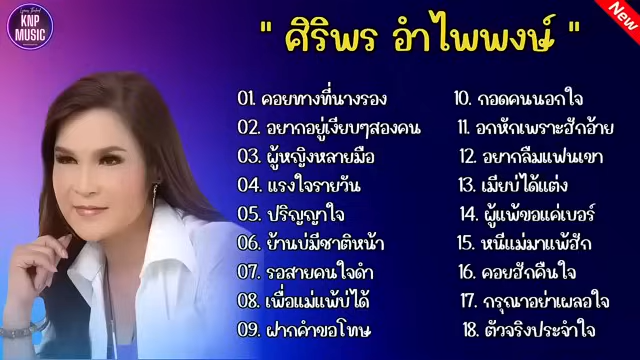 KNP
MUSIC
" ศิริพร อำไพพงษ์ "
New
01. คอยทางที่นางรอง
02. อยากอยู่เงียบๆสองคน
03. ผู้หญิงหลายมือ
04. แรงใจรายวัน
05. ปริญญาใจ
06. ย้านบ่มีชาติหน้า
07. รอสายคนใจดำ
08. เพื่อแม่แพ้บ่ได้
09. ฝากคำขอโทษ
10. กอดคนนอกใจ
11. อกหักเพราะฮักอ้าย
12. อยากลืมแฟนเขา
13. เมียบ่ได้แต่ง
14. ผู้แพ้ขอแค่เบอร์
15. หนีแม่มาแพ้ฮัก
16. คอยฮักคืนใจ
17. กรุณาอย่าเผลอใจ
18. ตัวจริงประจำใจ